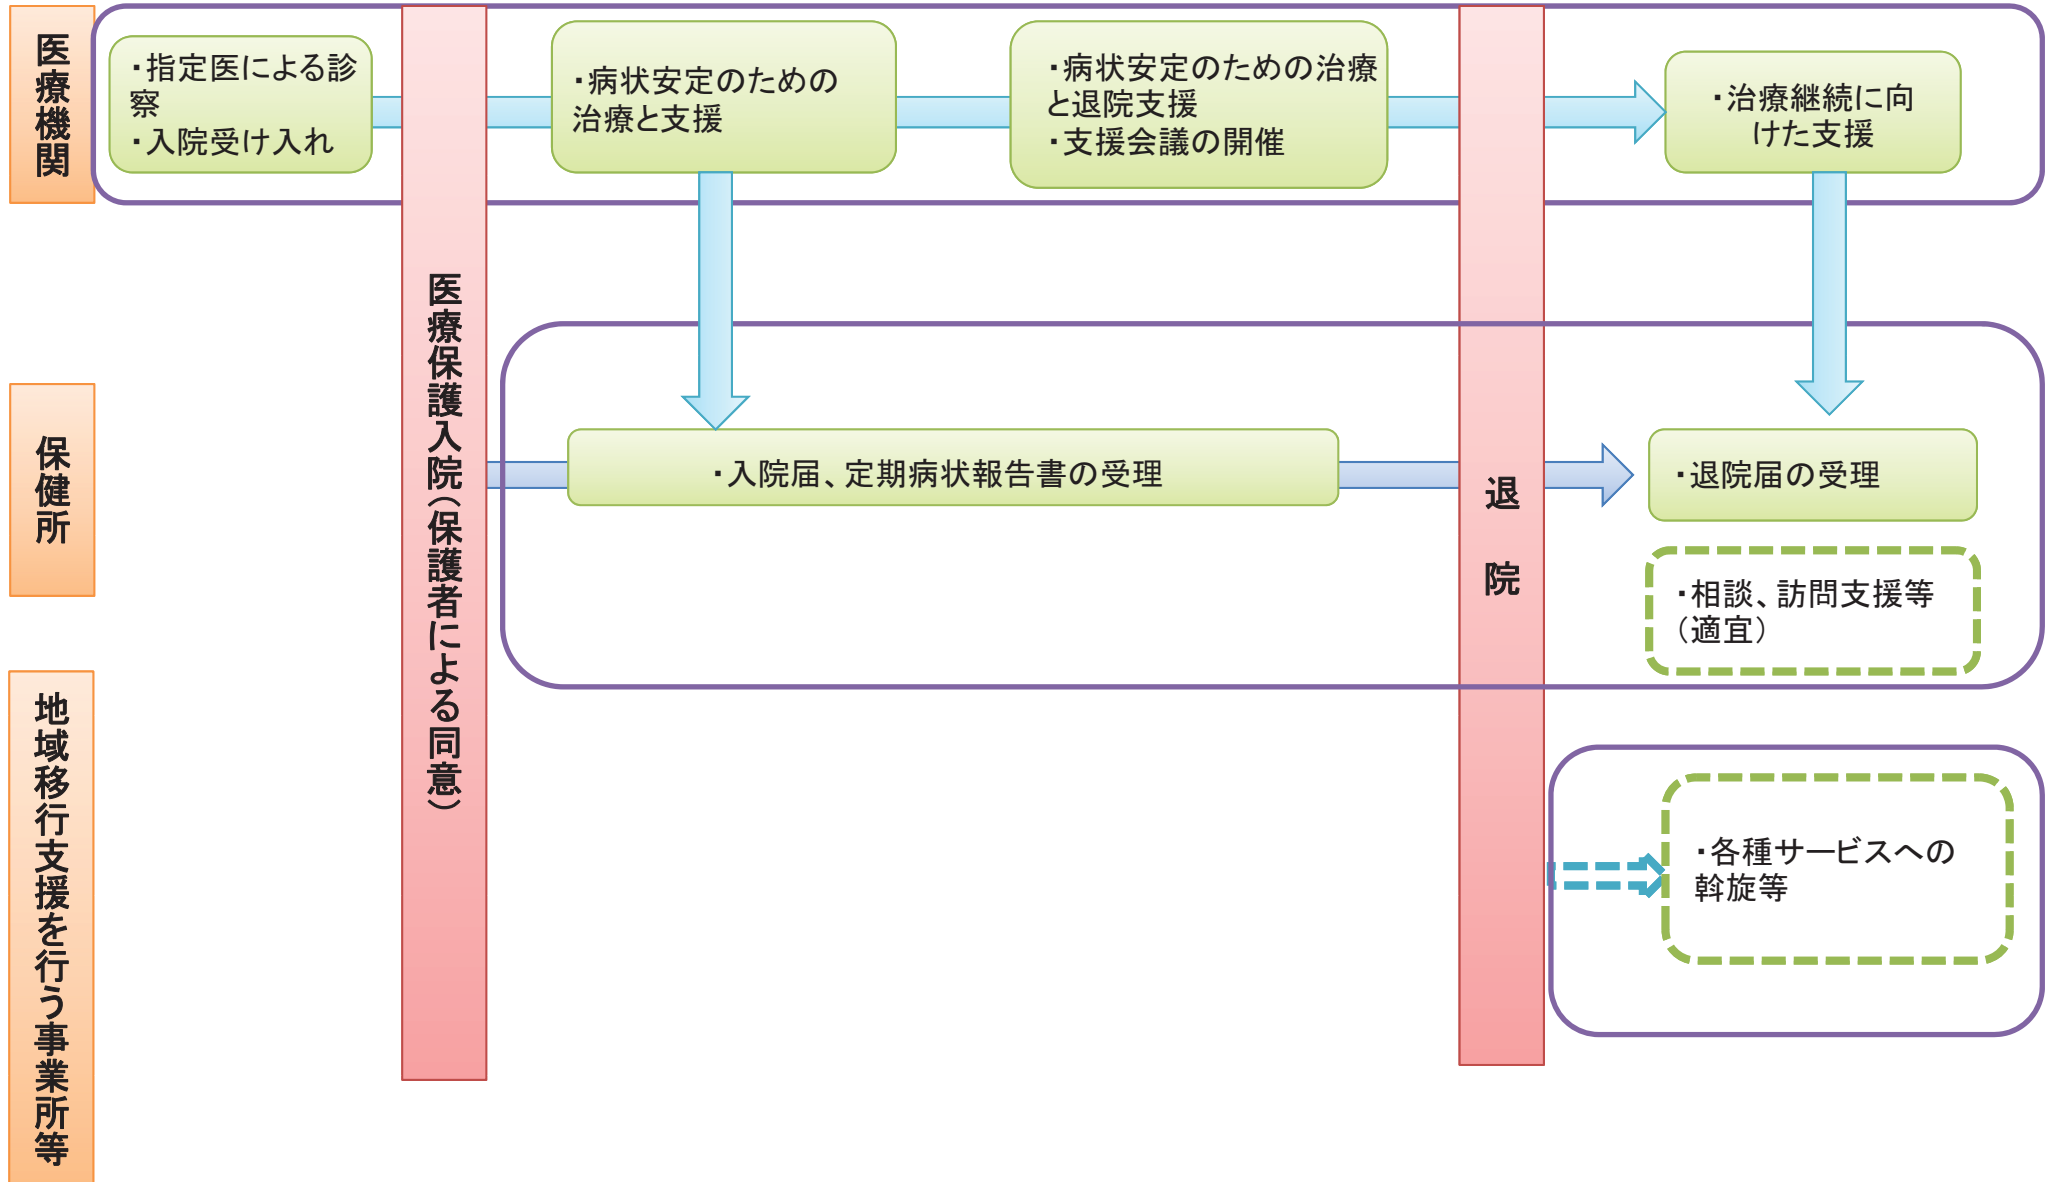 医療機関
・指定医による診
察
・入院受け入れ
医療保護入院（保護者による同意）
・病状安定のための
治療と支援
・病状安定のための治療
と退院支援
・支援会議の開催
退院
・治療継続に向
けた支援
保健所
・入院届、定期病状報告書の受理
・退院届の受理
・相談、訪問支援等
（適宜）
地域移行支援を行う事業所等
・各種サービスへの
斡旋等